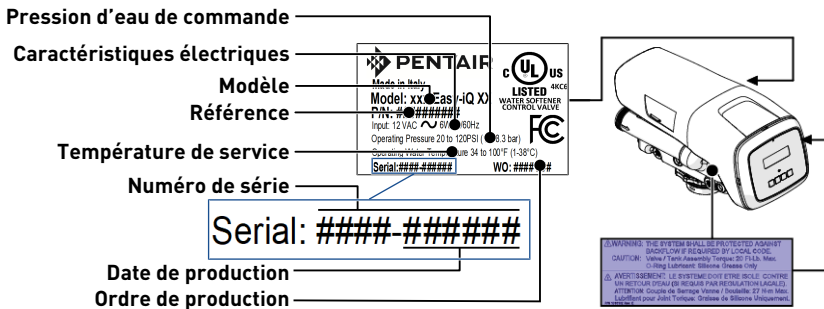 Pression d'eau de commande
Caractéristiques électriques
Modèle
Référence
Température de service
Numéro de série
Date de production
Ordre de production
PENTAIR
Made in Italy
Model: xxx Easy-iQ XX
P/N: ##
Input: 12 VAC 6W /60Hz
Operating Pressure 20 to 120PSI ( 8.3 bar)
Operating Water Temperature 34 to 100°F (1-38°C)
Serial:####-###### WO: ####
C UL US
LISTED
4KC6
WATER SOFTENER
CONTROL VALVE
FC
Serial: ####-######
WARNING: THE SYSTEM SHALL BE PROTECTED AGAINST
BACKFLOW IF REQUIRED BY LOCAL CODE.
CAUTION: Valve / Tank Assembly Torque: 20 Ft-Lb. Max.
O-Ring Lubricant: Silicone Grease Only
AVERTISSEMENT: LE SYSTEME DOIT ETRE ISOLE CONTRE
UN RETOUR D'EAU (SI REQUIS PAR REGULATION LACALE).
ATTENTION: Couple de Serrage Vanne / Bouteille: 27 N-m Max.
Lubrifiant pour Joint Torique: Graisse de Silicone Uniquement.